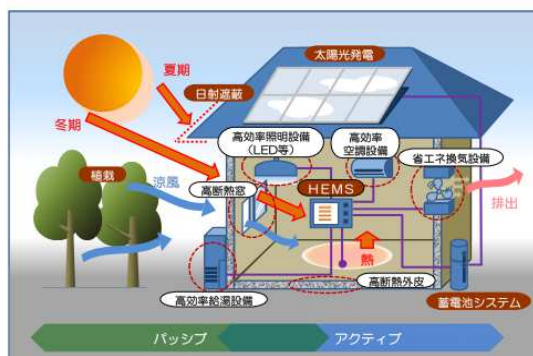 太陽光発電
夏期
日射遮蔽
冬期
高効率照明設備
（LED等）
高効率
空調設備
省エネ換気設備
植栽
涼風
高断熱窓
HEMS
排出
熱
高断熱外皮
高効率給湯設備
蓄電池システム
パッシブ
アクティブ